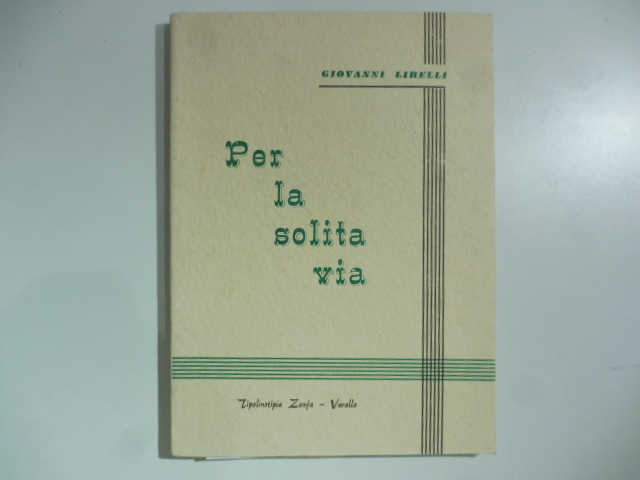 GIOVANNI LIRELLI
Per
la
solita
via
Tipolinotipia Zanfa - Varallo